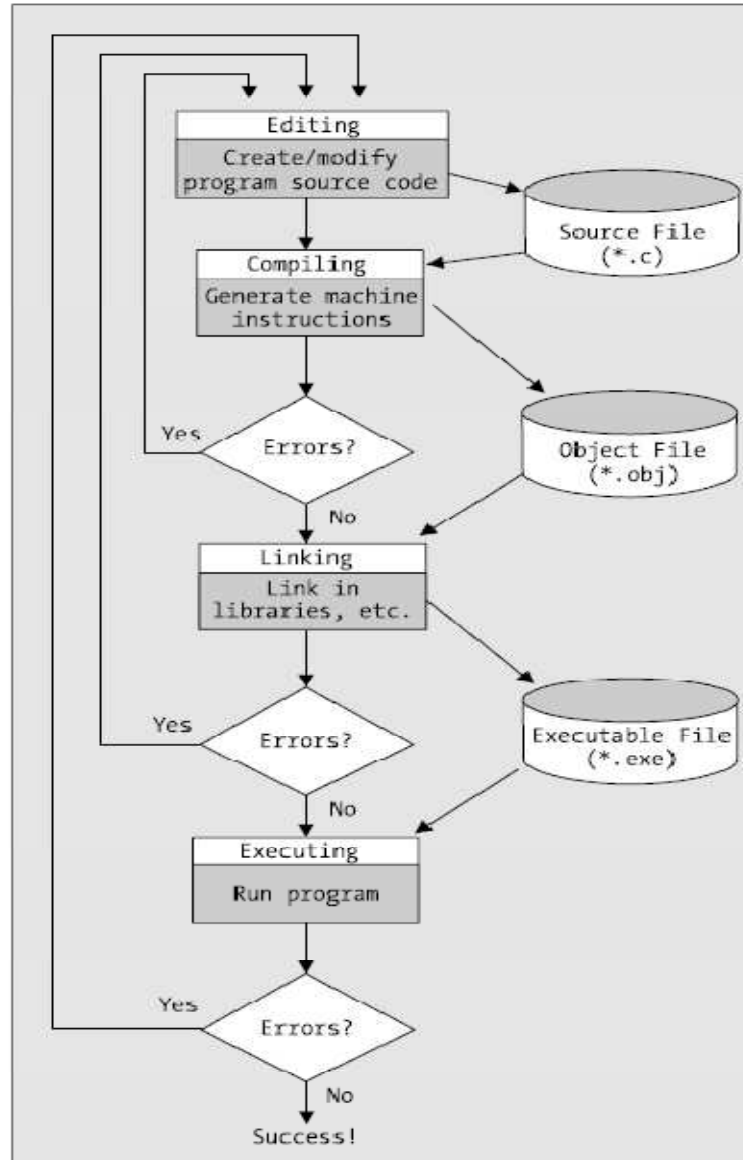 Editing
Create/modify
program source code
Source File
(*.c)
Compiling
Generate machine
instructions
Yes
Errors?
Object File
(*.obj)
No
Linking
Link in
libraries, etc.
Yes
Errors?
Executable File
(*.exe)
No
Executing
Run program
Yes
Errors?
No
Success!